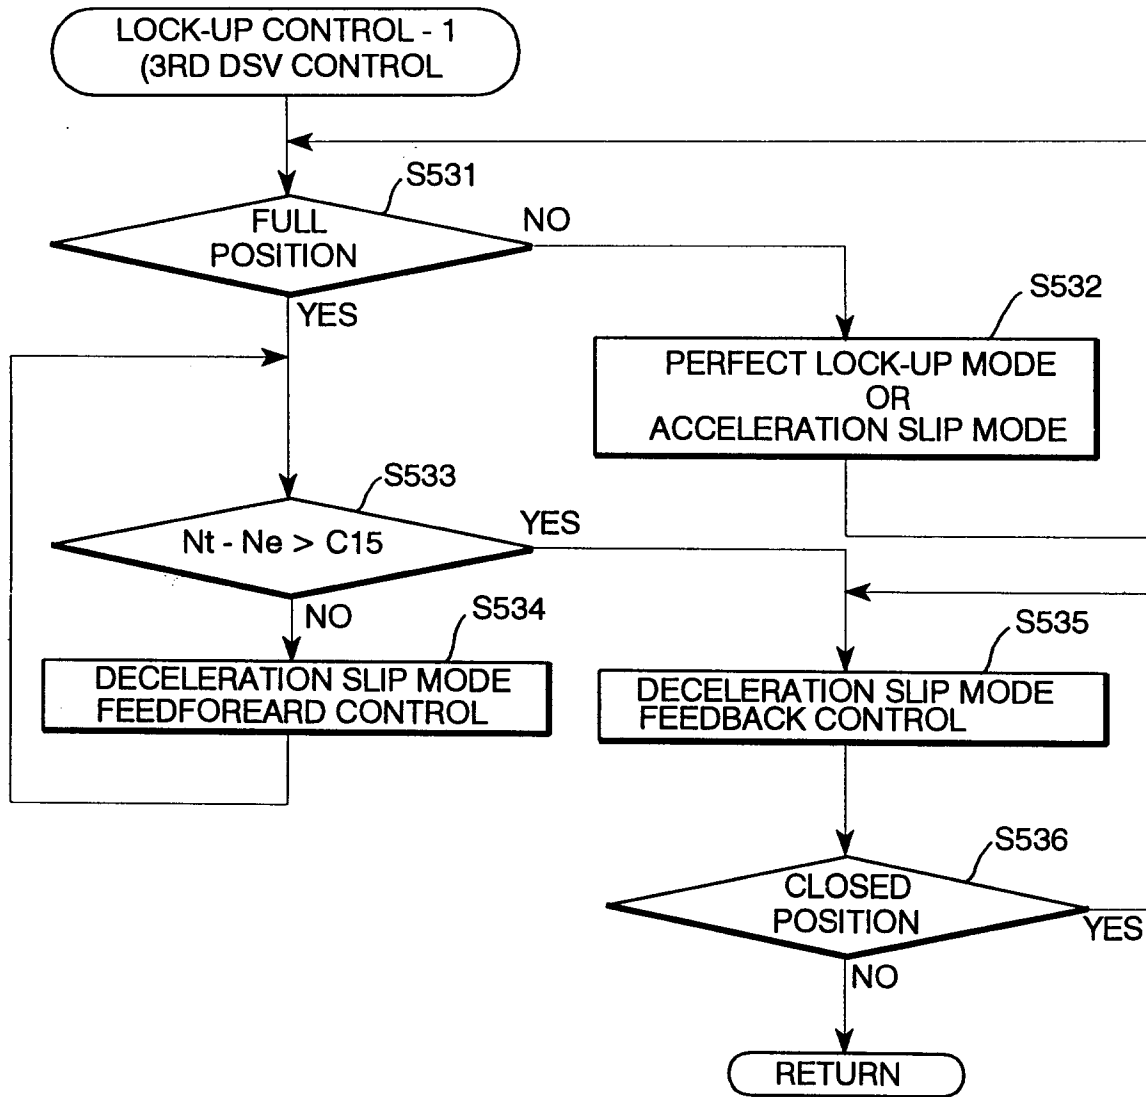 LOCK-UP CONTROL - 1
(3RD DSV CONTROL
S531
FULL
POSITION
NO
YES
S532
PERFECT LOCK-UP MODE
OR
ACCELERATION SLIP MODE
S533
Nt - Ne > C15
YES
NO
S534
DECELERATION SLIP MODE
FEEDFOREARD CONTROL
S535
DECELERATION SLIP MODE
FEEDBACK CONTROL
S536
CLOSED
POSITION
YES
NO
RETURN